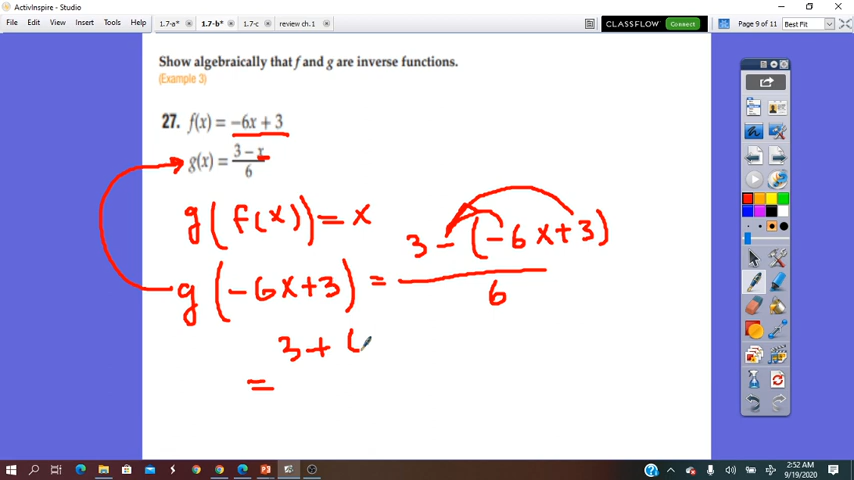 ActivInspire - Studio
File Edit View Insert Tools Help
1.7-a* 1.7-b* 1.7-c review ch.1 CLASSFLOW Connect Page 9 of 11 Best Fit
Show algebraically that f and g are inverse functions.
(Example 3)
27. f(x) = −6x + 3
g(x) = (3 − x)/6
g(f(x)) = x
g(−6x+3) = (3 − (−6x+3))/6
= 3 +
2:52 AM
9/19/2020